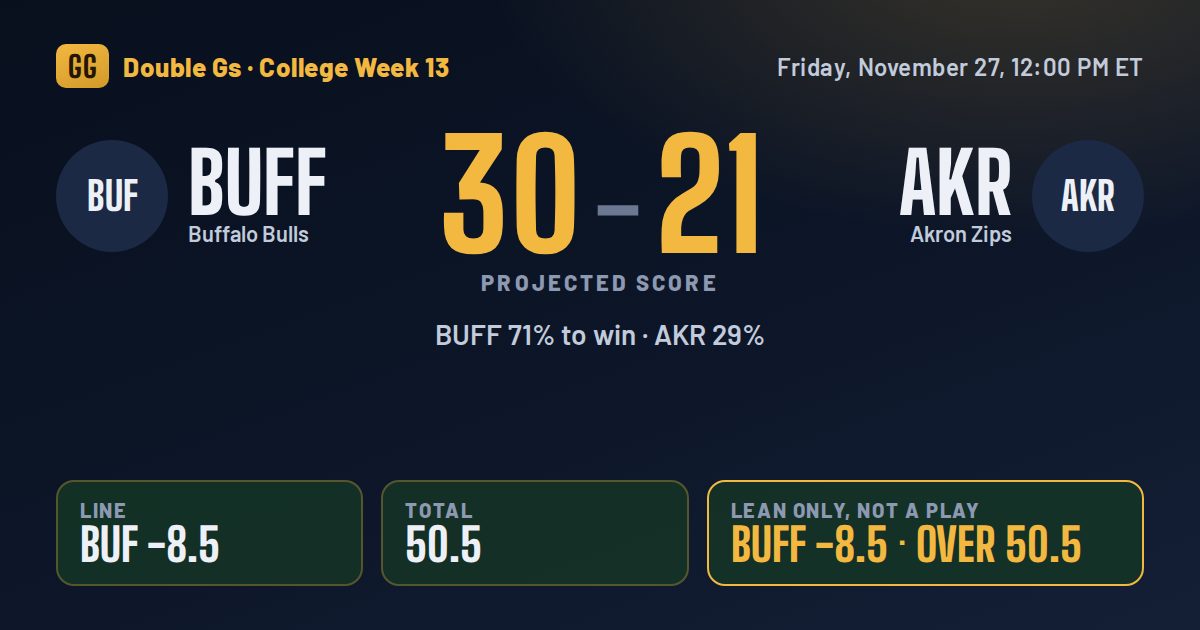 GG Double Gs · College Week 13
Friday, November 27, 12:00 PM ET
BUF
BUFF
Buffalo Bulls
30 – 21
PROJECTED SCORE
BUFF 71% to win · AKR 29%
AKR
Akron Zips
AKR
LINE
BUF −8.5
TOTAL
50.5
LEAN ONLY, NOT A PLAY
BUFF −8.5 · OVER 50.5